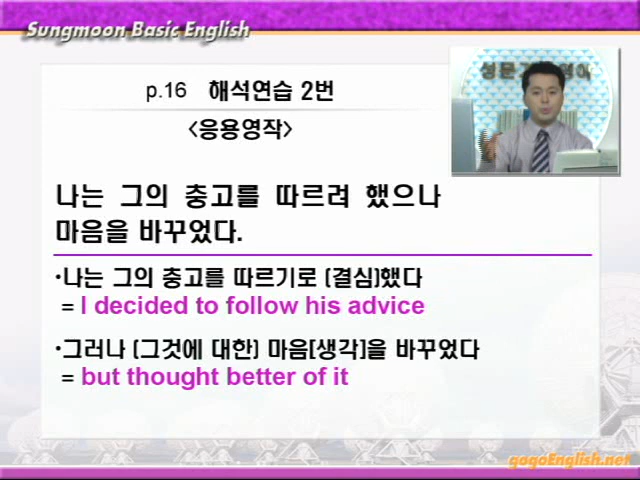 Sungmoon Basic English
p.16 해석연습 2번
<응용영작>
나는 그의 충고를 따르려 했으나
마음을 바꾸었다.
•나는 그의 충고를 따르기로 (결심)했다
= I decided to follow his advice
•그러나 (그것에 대한) 마음[생각]을 바꾸었다
= but thought better of it
gogoEnglish.net